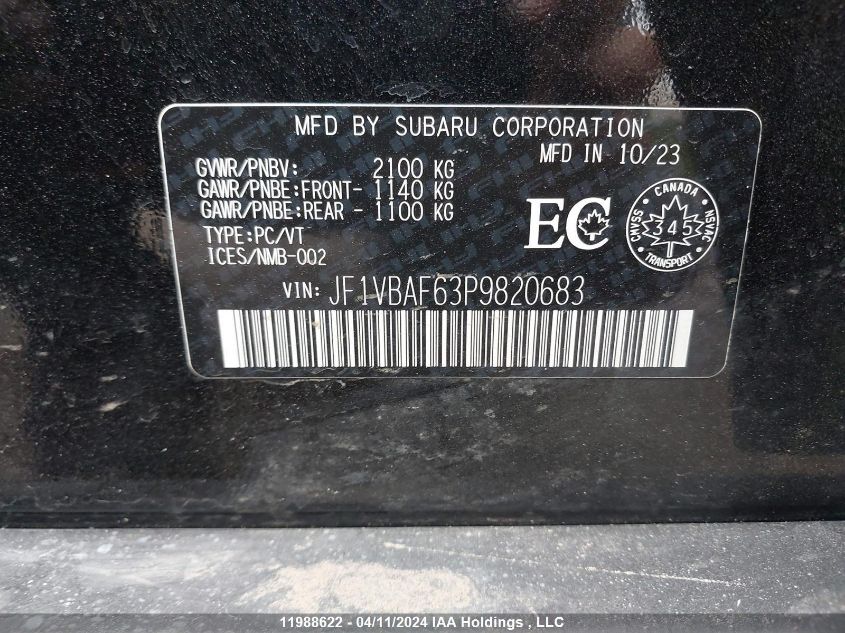 MFD BY SUBARU CORPORATION
MFD IN 10/23
GVWR/PNBV: 2100 KG
GAWR/PNBE:FRONT- 1140 KG
GAWR/PNBE:REAR - 1100 KG
TYPE:PC/VT
ICES/NMB-002
EC
CANADA
CMVSS
345
NSVAC
TRANSPORT
VIN: JF1VBAF63P9820683
11988622 - 04/11/2024 IAA Holdings , LLC